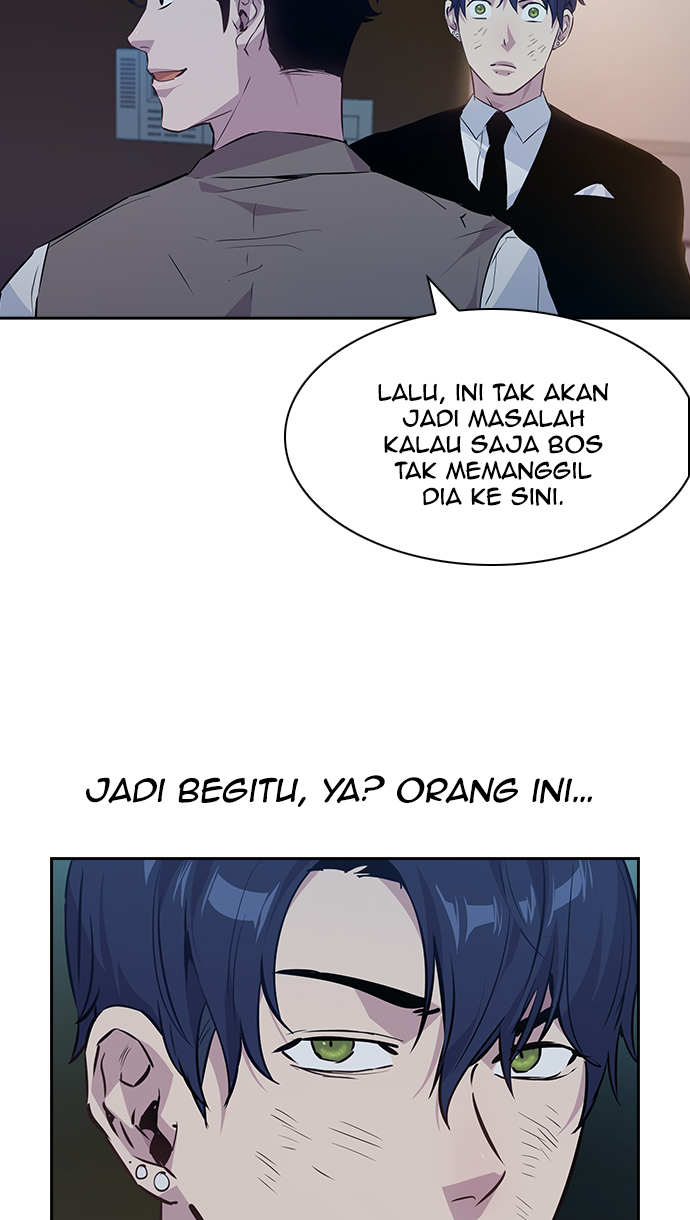 LALU, INI TAK AKAN
JADI MASALAH
KALAU SAJA BOS
TAK MEMANGGIL
DIA KE SINI.
JADI BEGITU, YA? ORANG INI...